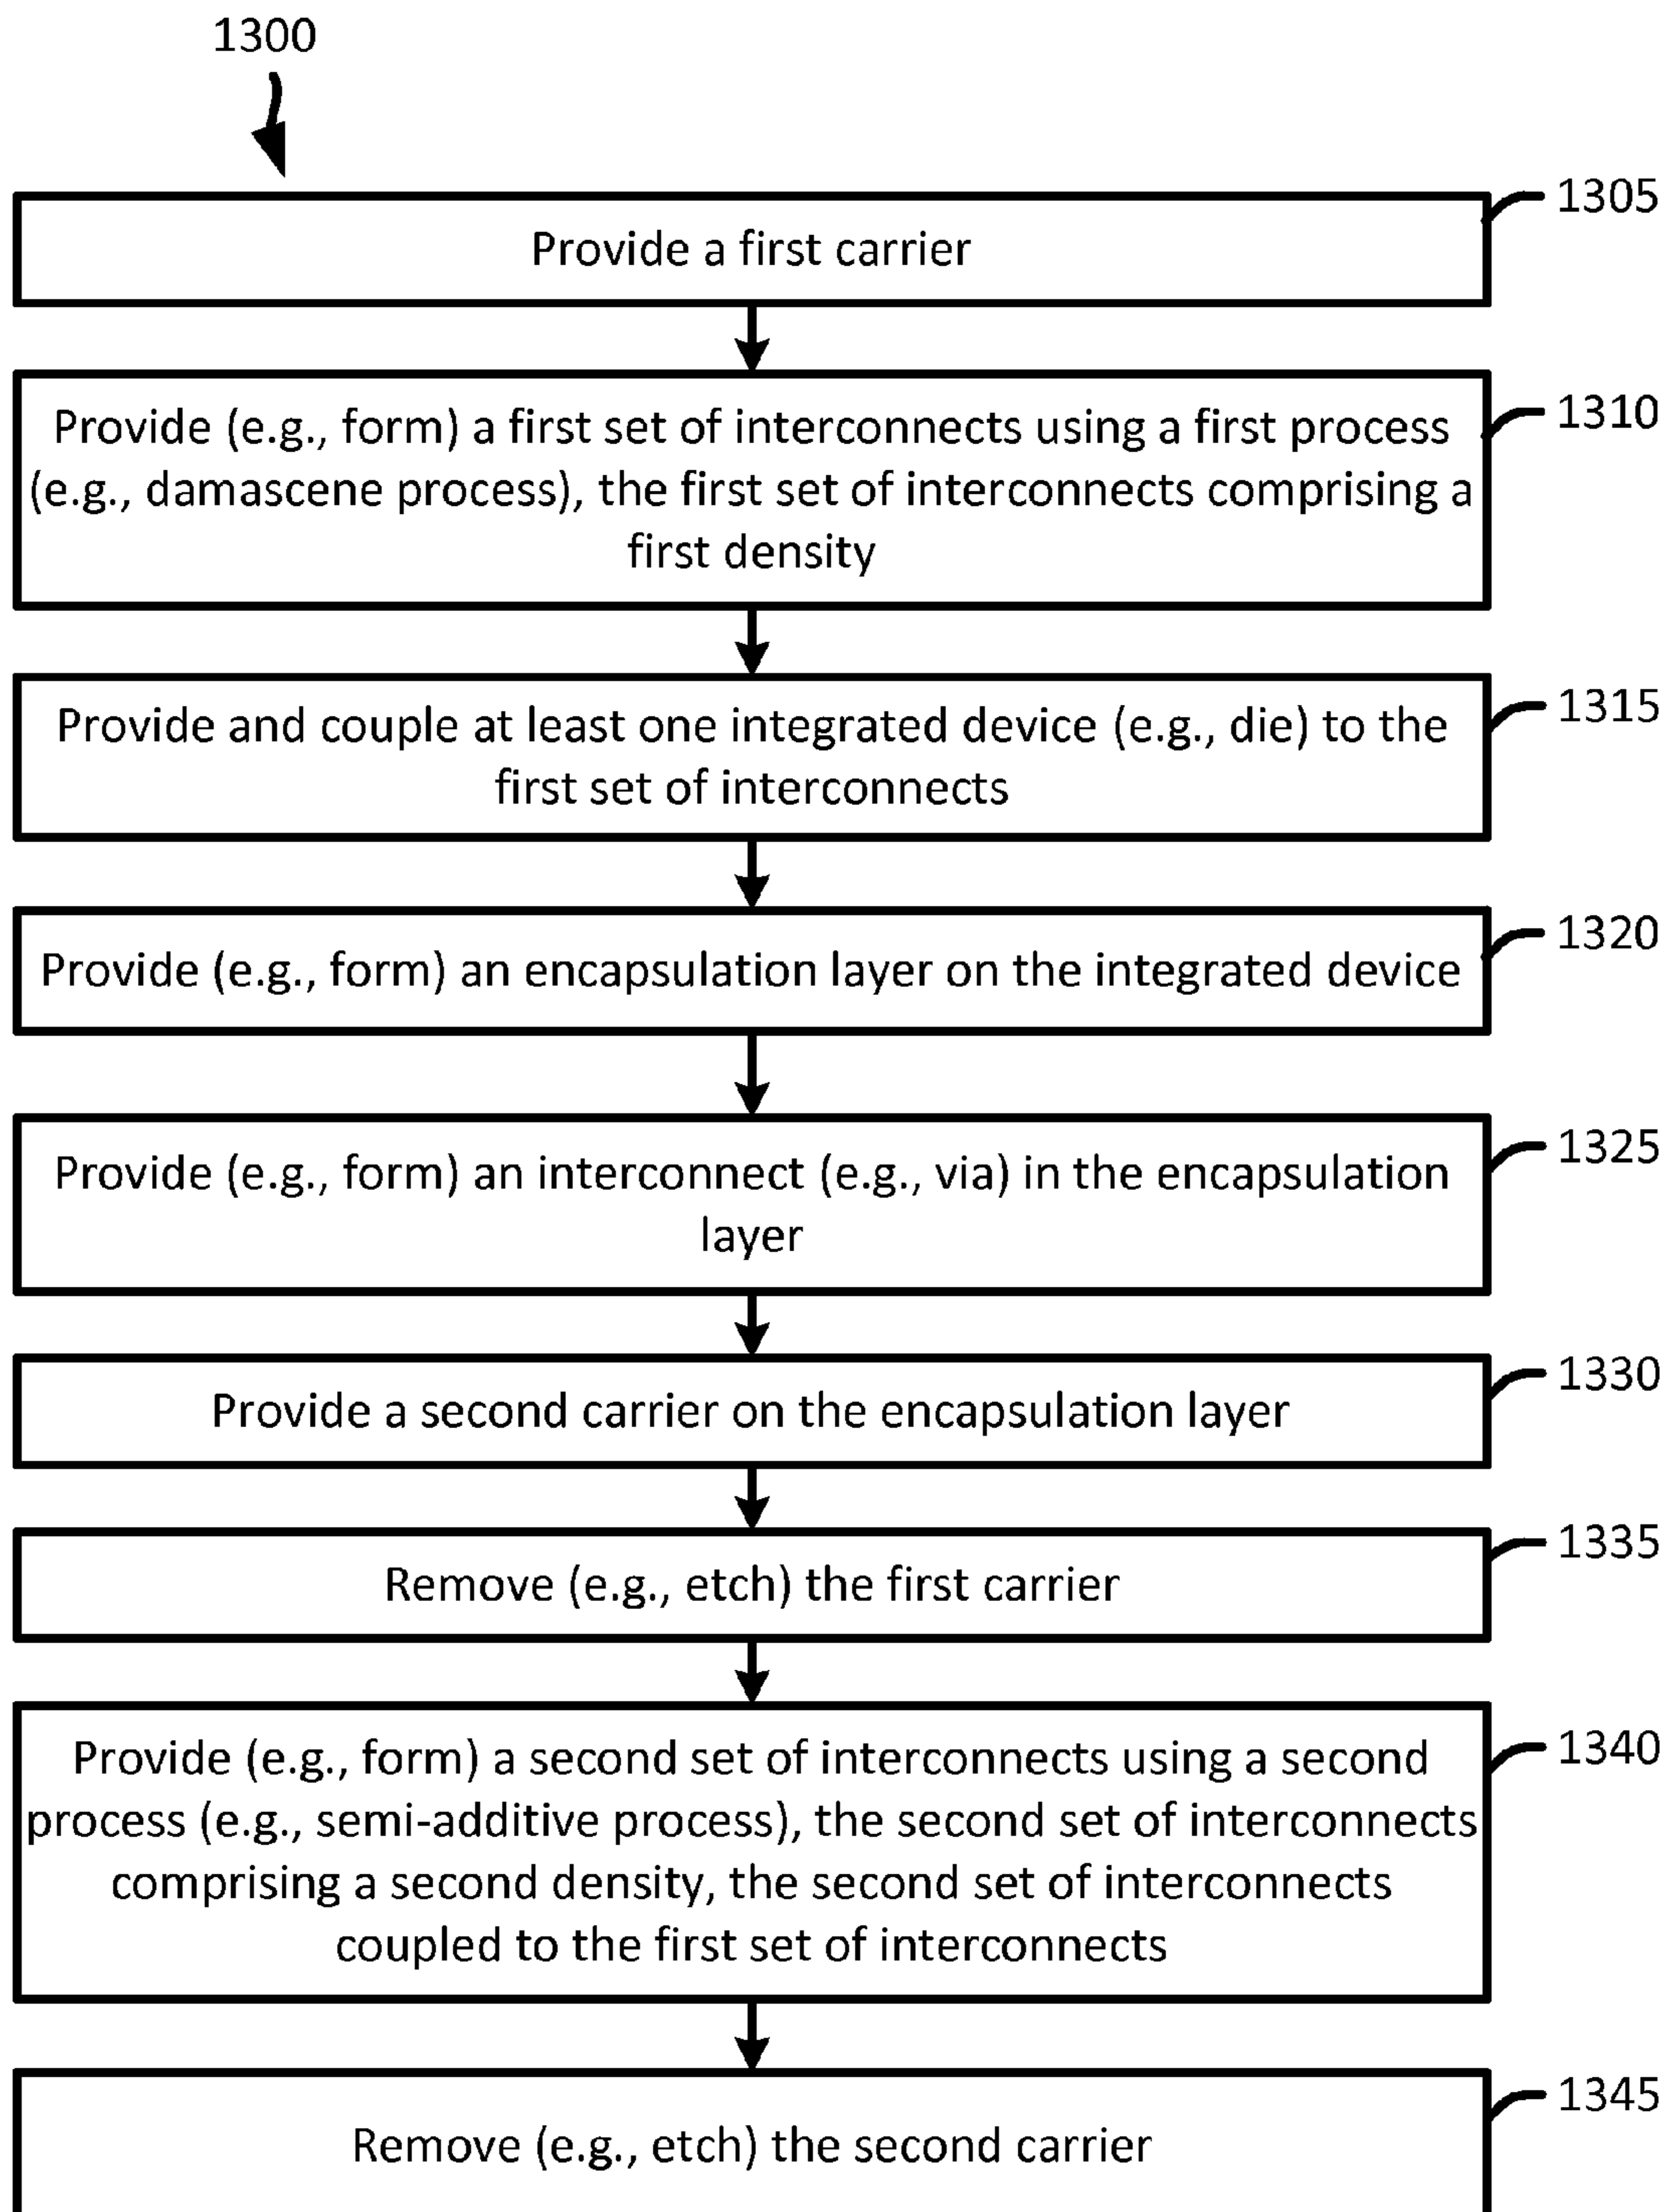 1300
1305
Provide a first carrier
1310
Provide (e.g., form) a first set of interconnects using a first process
(e.g., damascene process), the first set of interconnects comprising a
first density
1315
Provide and couple at least one integrated device (e.g., die) to the
first set of interconnects
1320
Provide (e.g., form) an encapsulation layer on the integrated device
1325
Provide (e.g., form) an interconnect (e.g., via) in the encapsulation
layer
1330
Provide a second carrier on the encapsulation layer
1335
Remove (e.g., etch) the first carrier
1340
Provide (e.g., form) a second set of interconnects using a second
process (e.g., semi-additive process), the second set of interconnects
comprising a second density, the second set of interconnects
coupled to the first set of interconnects
1345
Remove (e.g., etch) the second carrier